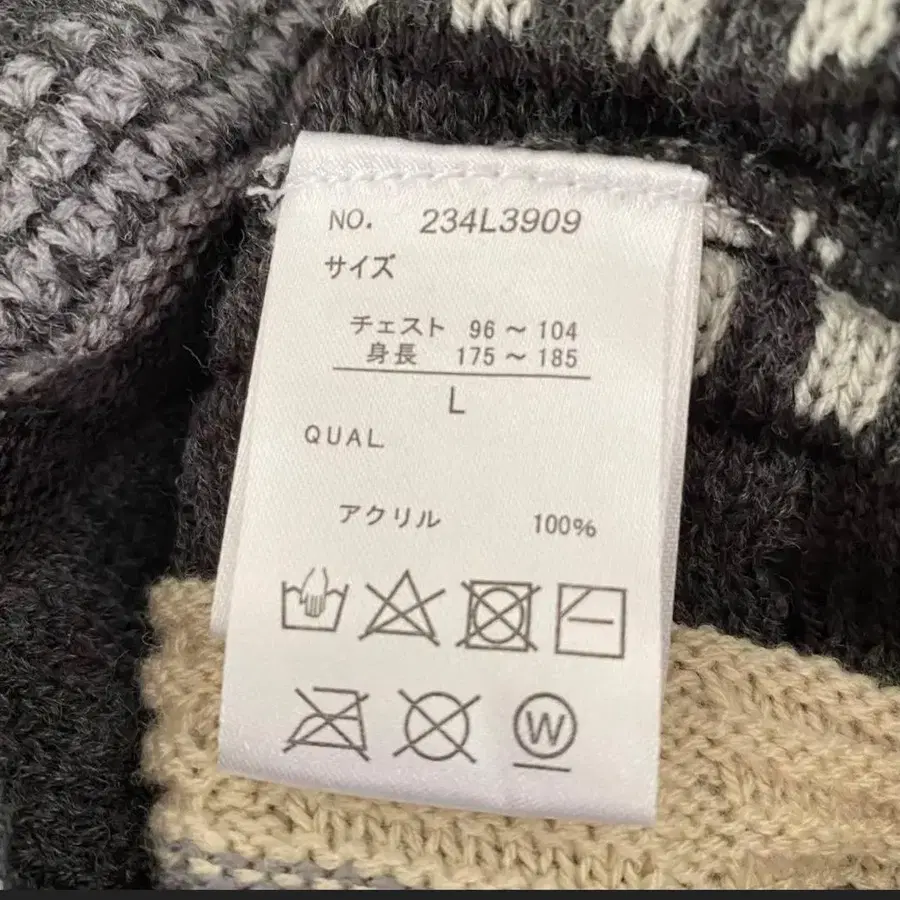 NO. 234L3909
サイズ
チェスト 96～104
身長 175～185
L
QUAL
アクリル 100%
W